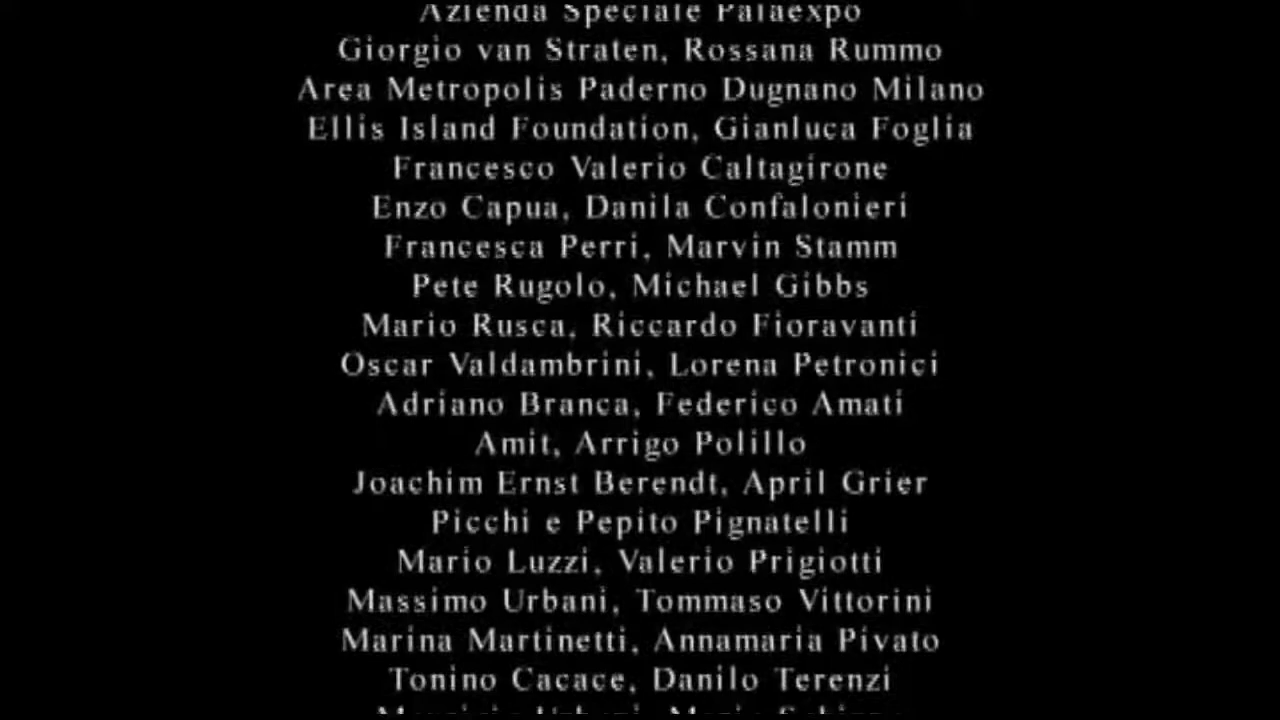 Azienda Speciale Palaexpo
Giorgio van Straten, Rossana Rummo
Area Metropolis Paderno Dugnano Milano
Ellis Island Foundation, Gianluca Foglia
Francesco Valerio Caltagirone
Enzo Capua, Danila Confalonieri
Francesca Perri, Marvin Stamm
Pete Rugolo, Michael Gibbs
Mario Rusca, Riccardo Fioravanti
Oscar Valdambrini, Lorena Petronici
Adriano Branca, Federico Amati
Amit, Arrigo Polillo
Joachim Ernst Berendt, April Grier
Picchi e Pepito Pignatelli
Mario Luzzi, Valerio Prigiotti
Massimo Urbani, Tommaso Vittorini
Marina Martinetti, Annamaria Pivato
Tonino Cacace, Danilo Terenzi